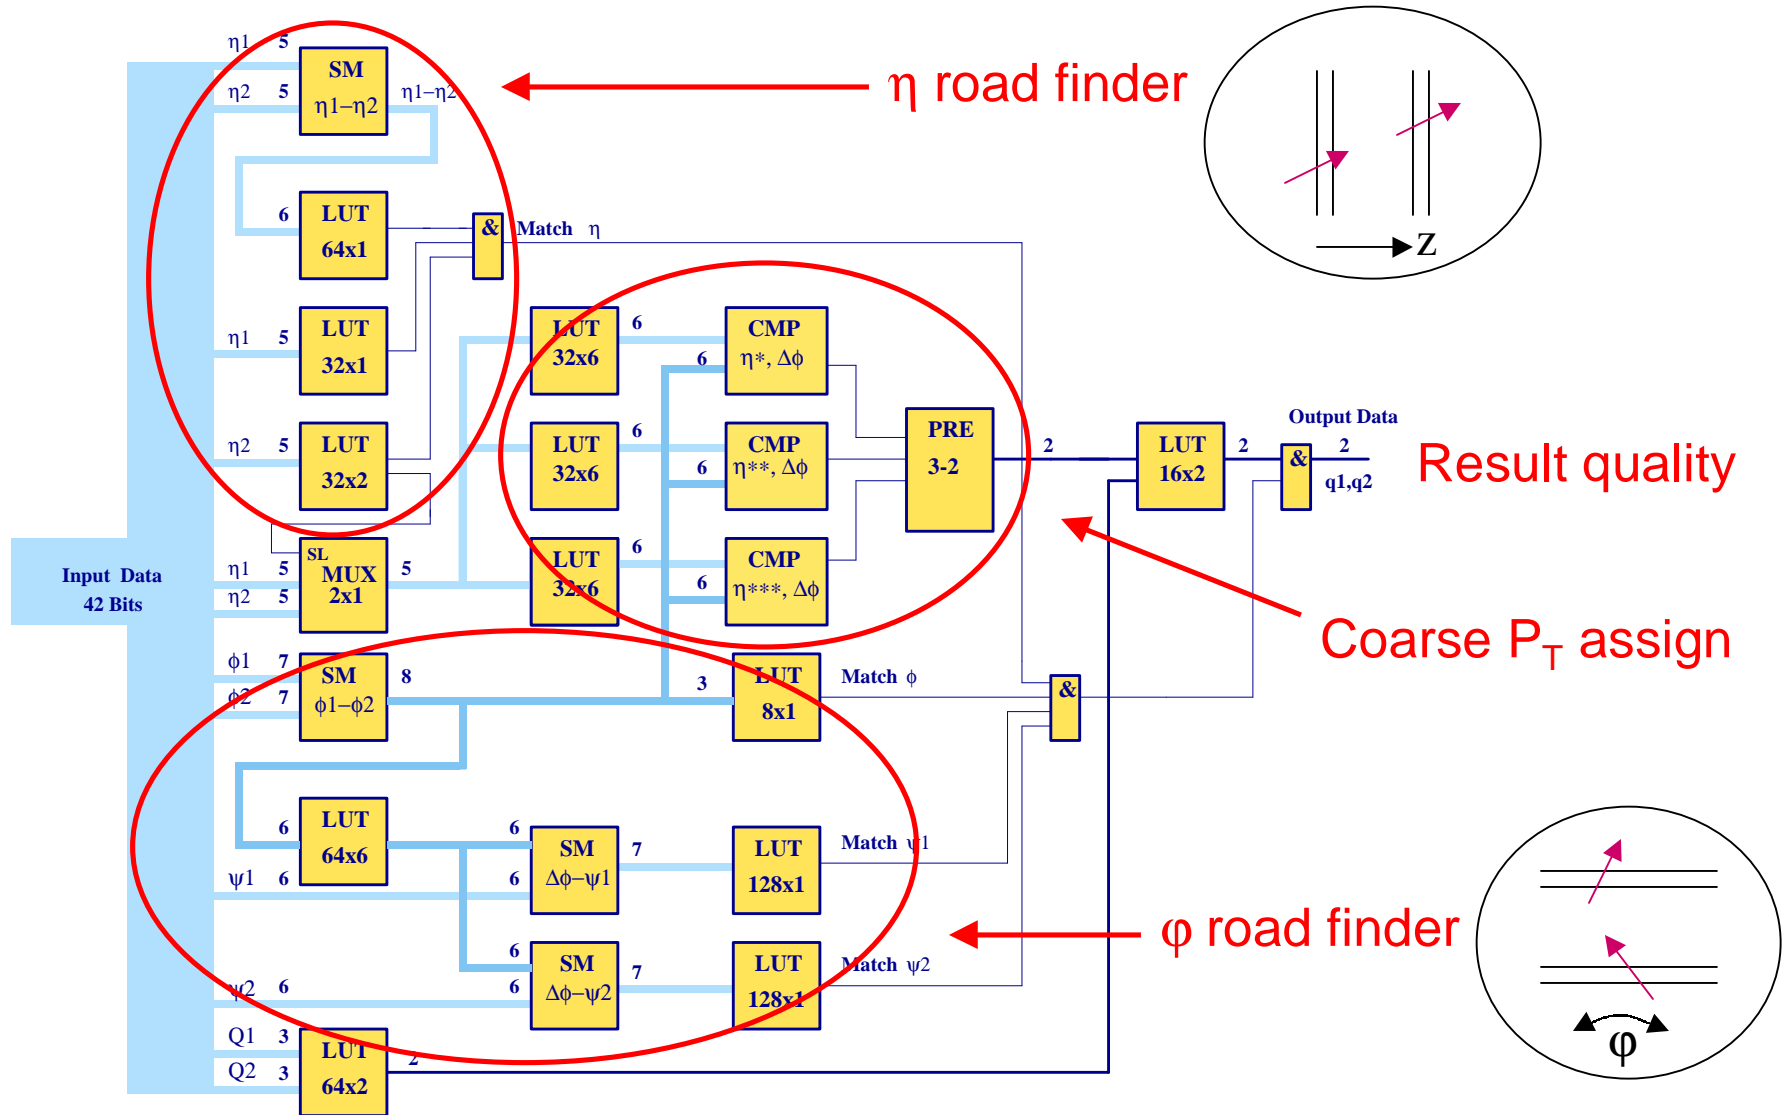 η1 5
SM
η1−η2
η2 5
η1−η2
η road finder
6
LUT
64x1
&
Match η
Z
η1 5
LUT
32x1
LUT
32x6
6
CMP
η*, Δϕ
6
η2 5
LUT
32x2
LUT
32x6
6
CMP
η**, Δϕ
6
PRE
3-2
2
LUT
16x2
2
&
Output Data
2
q1,q2
Result quality
Input Data
42 Bits
SL
MUX
2x1
η1 5
η2 5
5
LUT
32x6
6
CMP
η***, Δϕ
6
Coarse PT assign
ϕ1 7
ϕ2 7
SM
ϕ1−ϕ2
8
3
LUT
8x1
Match ϕ
&
6
LUT
64x6
ψ1 6
6
6
SM
Δϕ−ψ1
7
LUT
128x1
Match ψ1
φ road finder
ψ2 6
6
6
SM
Δϕ−ψ2
7
LUT
128x1
Match ψ2
φ
Q1 3
Q2 3
LUT
64x2
2